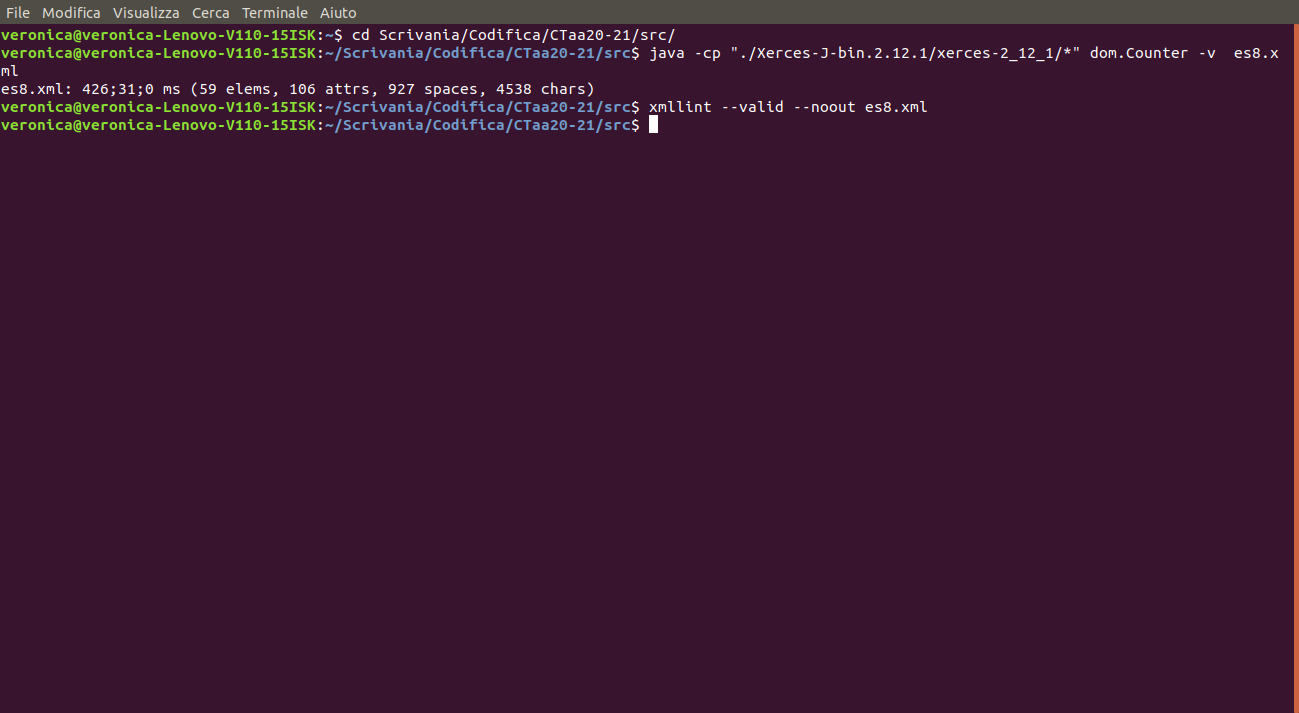 File Modifica Visualizza Cerca Terminale Aiuto
veronica@veronica-Lenovo-V110-15ISK:~$ cd Scrivania/Codifica/CTaa20-21/src/
veronica@veronica-Lenovo-V110-15ISK:~/Scrivania/Codifica/CTaa20-21/src$ java -cp "./Xerces-J-bin.2.12.1/xerces-2_12_1/*" dom.Counter -v  es8.x
ml
es8.xml: 426;31;0 ms (59 elems, 106 attrs, 927 spaces, 4538 chars)
veronica@veronica-Lenovo-V110-15ISK:~/Scrivania/Codifica/CTaa20-21/src$ xmllint --valid --noout es8.xml
veronica@veronica-Lenovo-V110-15ISK:~/Scrivania/Codifica/CTaa20-21/src$